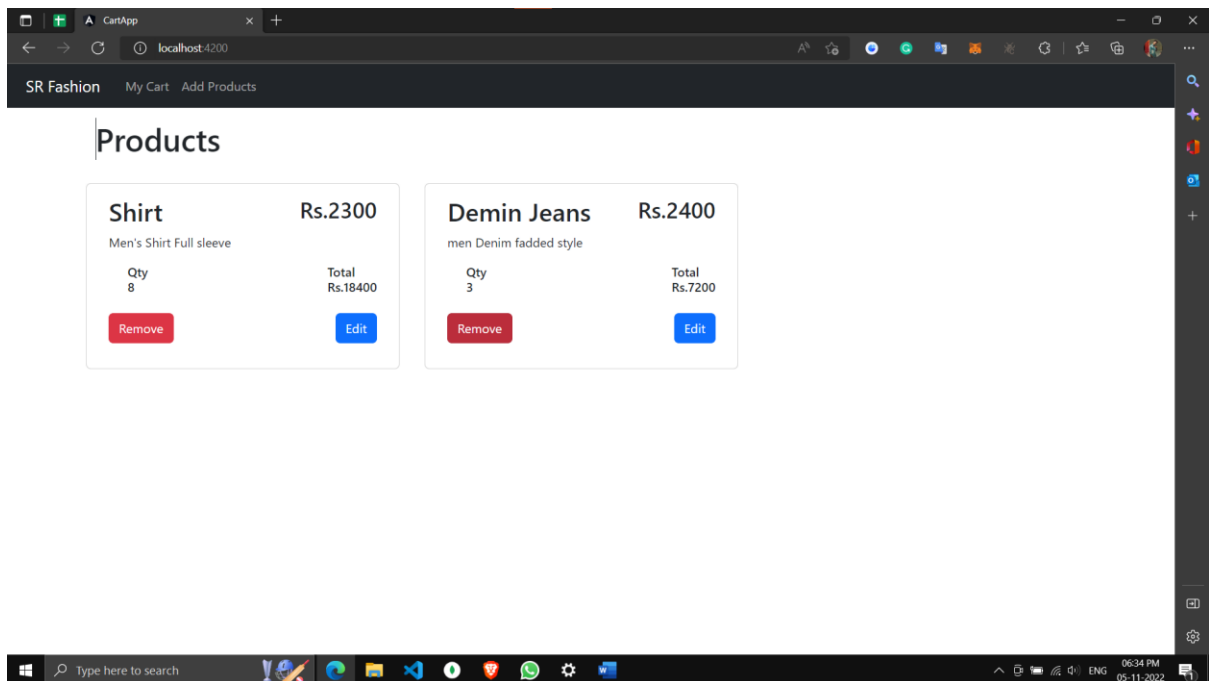 CartApp
localhost:4200
SR Fashion My Cart Add Products
Products
Shirt Rs.2300
Men's Shirt Full sleeve
Qty Total
8 Rs.18400
Remove Edit
Demin Jeans Rs.2400
men Denim fadded style
Qty Total
3 Rs.7200
Remove Edit
Type here to search
ENG
06:34 PM
05-11-2022